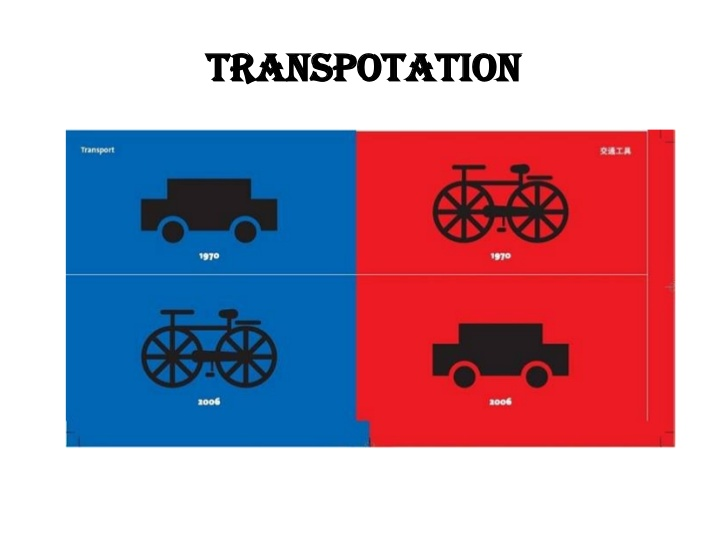 TRANSPOTATION
Transport
交通工具
1970
1970
2006
2006